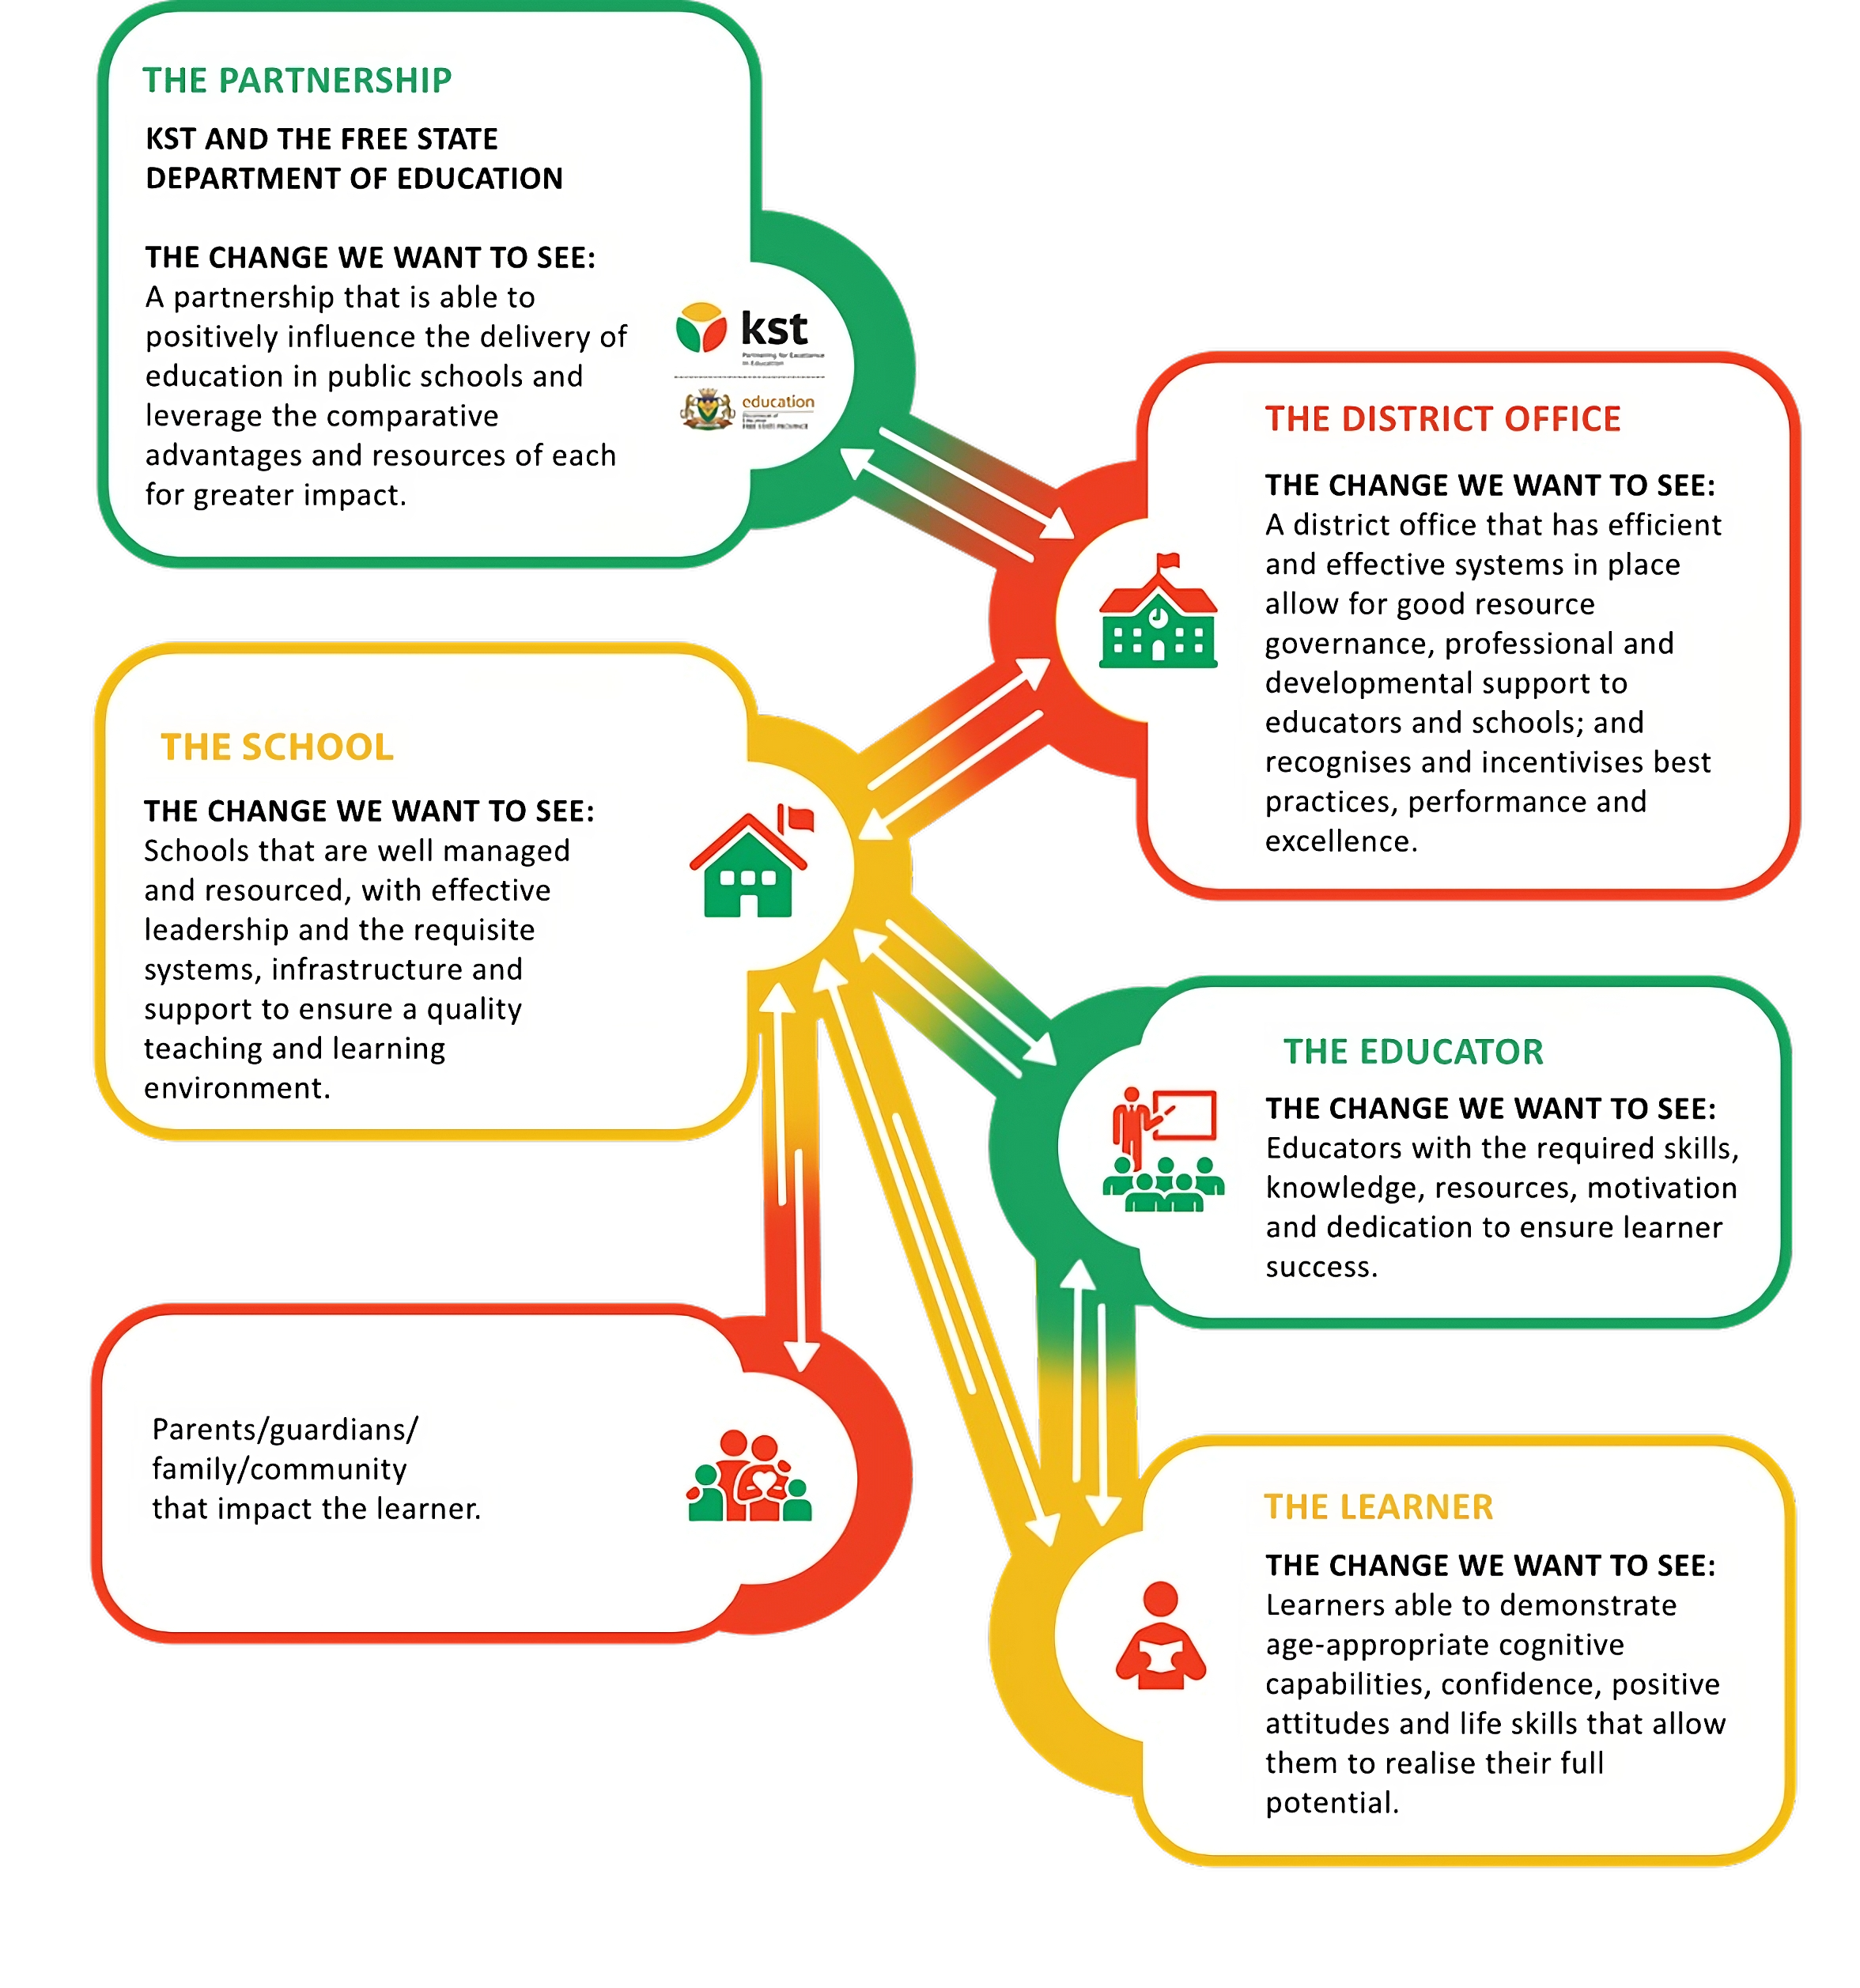 THE PARTNERSHIP
KST AND THE FREE STATE
DEPARTMENT OF EDUCATION
THE CHANGE WE WANT TO SEE:
A partnership that is able to
positively influence the delivery of
education in public schools and
leverage the comparative
advantages and resources of each
for greater impact.
kst
Partnering for Excellence
in Education
education
Department of
Education
FREE STATE PROVINCE
THE DISTRICT OFFICE
THE CHANGE WE WANT TO SEE:
A district office that has efficient
and effective systems in place
allow for good resource
governance, professional and
developmental support to
educators and schools; and
recognises and incentivises best
practices, performance and
excellence.
THE SCHOOL
THE CHANGE WE WANT TO SEE:
Schools that are well managed
and resourced, with effective
leadership and the requisite
systems, infrastructure and
support to ensure a quality
teaching and learning
environment.
THE EDUCATOR
THE CHANGE WE WANT TO SEE:
Educators with the required skills,
knowledge, resources, motivation
and dedication to ensure learner
success.
Parents/guardians/
family/community
that impact the learner.
THE LEARNER
THE CHANGE WE WANT TO SEE:
Learners able to demonstrate
age-appropriate cognitive
capabilities, confidence, positive
attitudes and life skills that allow
them to realise their full
potential.